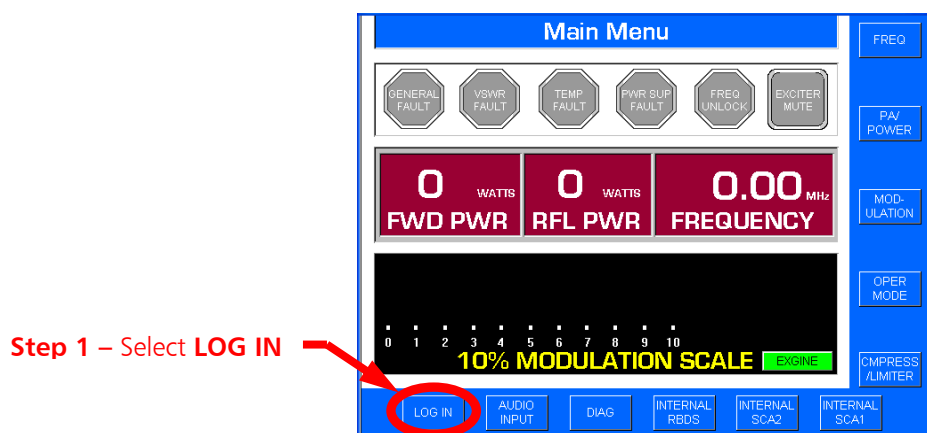 Main Menu
FREQ
GENERAL
FAULT
VSWR
FAULT
TEMP
FAULT
PWR SUP
FAULT
FREQ
UNLOCK
EXCITER
MUTE
PA/
POWER
0 WATTS
FWD PWR
0 WATTS
RFL PWR
0.00 MHz
FREQUENCY
MOD-
ULATION
OPER
MODE
0 1 2 3 4 5 6 7 8 9 10
10% MODULATION SCALE
EXGINE
CMPRESS
/LIMITER
Step 1 – Select LOG IN
LOG IN
AUDIO
INPUT
DIAG
INTERNAL
RBDS
INTERNAL
SCA2
INTERNAL
SCA1